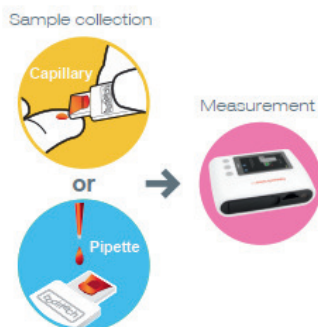 Sample collection
Capillary
or
Pipette
Measurement